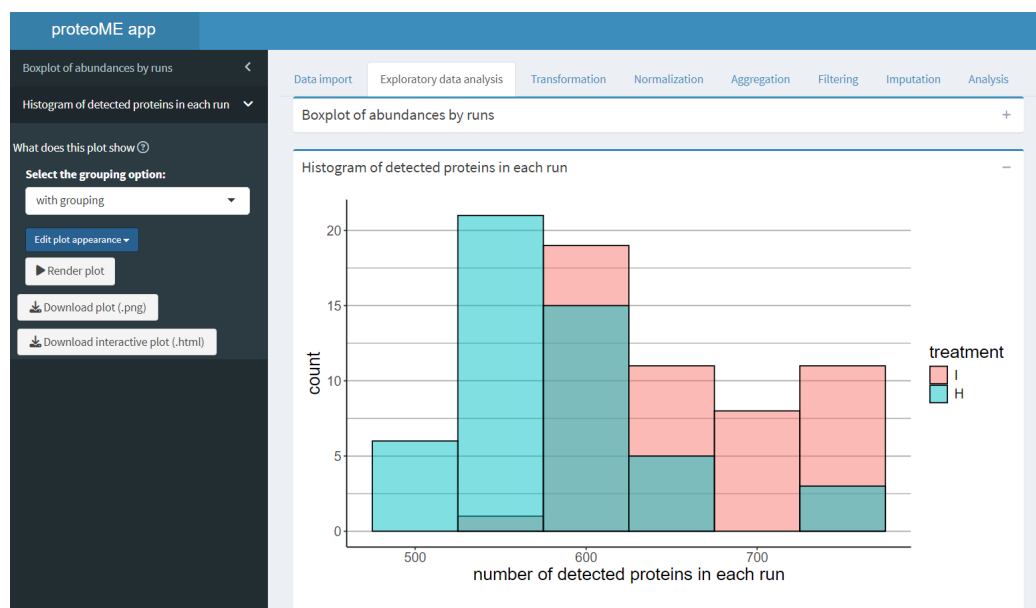 proteoME app
Boxplot of abundances by runs
Histogram of detected proteins in each run
What does this plot show
Select the grouping option:
with grouping
Edit plot appearance
Render plot
Download plot (.png)
Download interactive plot (.html)
Data import Exploratory data analysis Transformation Normalization Aggregation Filtering Imputation Analysis
Boxplot of abundances by runs +
Histogram of detected proteins in each run −
20
15
10
5
0
count
500 600 700
number of detected proteins in each run
treatment
I
H